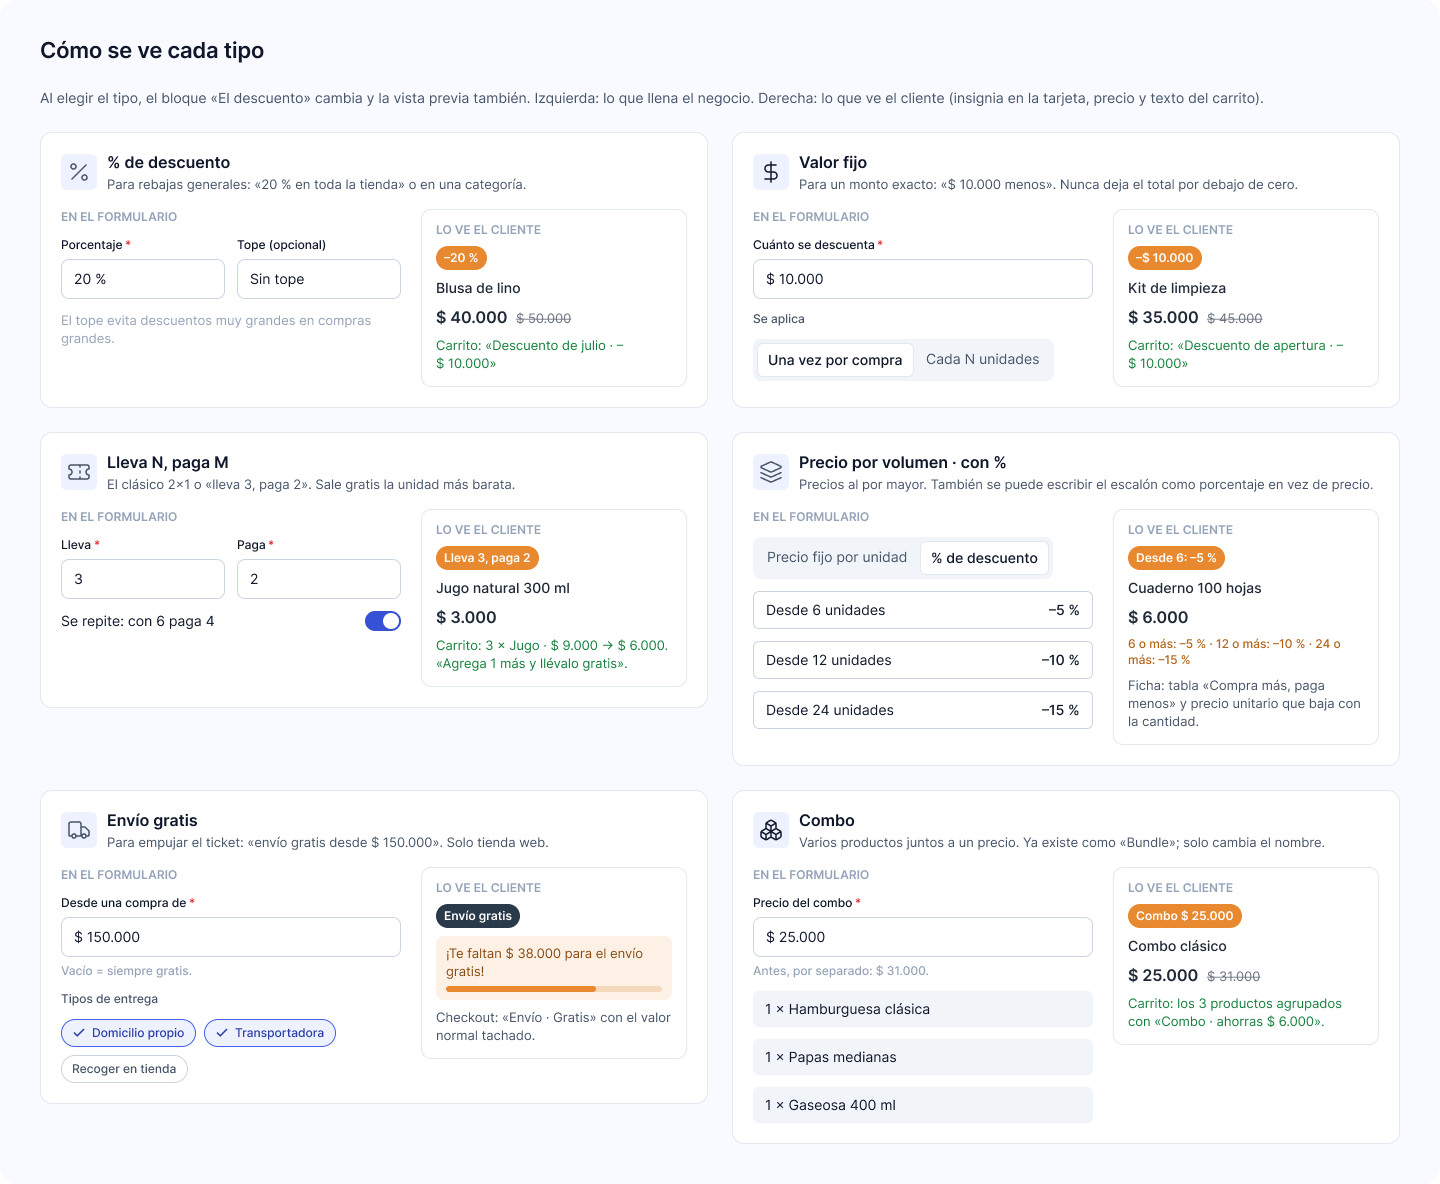 Cómo se ve cada tipo
Al elegir el tipo, el bloque «El descuento» cambia y la vista previa también. Izquierda: lo que llena el negocio. Derecha: lo que ve el cliente (insignia en la tarjeta, precio y texto del carrito).
% de descuento
Para rebajas generales: «20 % en toda la tienda» o en una categoría.
EN EL FORMULARIO
Porcentaje *
Tope (opcional)
20 %
Sin tope
El tope evita descuentos muy grandes en compras
grandes.
LO VE EL CLIENTE
–20 %
Blusa de lino
$ 40.000 $ 50.000
Carrito: «Descuento de julio · –
$ 10.000»
Valor fijo
Para un monto exacto: «$ 10.000 menos». Nunca deja el total por debajo de cero.
EN EL FORMULARIO
Cuánto se descuenta *
$ 10.000
Se aplica
Una vez por compra
Cada N unidades
LO VE EL CLIENTE
–$ 10.000
Kit de limpieza
$ 35.000 $ 45.000
Carrito: «Descuento de apertura · –
$ 10.000»
Lleva N, paga M
El clásico 2×1 o «lleva 3, paga 2». Sale gratis la unidad más barata.
EN EL FORMULARIO
Lleva *
Paga *
3
2
Se repite: con 6 paga 4
LO VE EL CLIENTE
Lleva 3, paga 2
Jugo natural 300 ml
$ 3.000
Carrito: 3 × Jugo · $ 9.000 → $ 6.000.
«Agrega 1 más y llévalo gratis».
Precio por volumen · con %
Precios al por mayor. También se puede escribir el escalón como porcentaje en vez de precio.
EN EL FORMULARIO
Precio fijo por unidad
% de descuento
Desde 6 unidades –5 %
Desde 12 unidades –10 %
Desde 24 unidades –15 %
LO VE EL CLIENTE
Desde 6: –5 %
Cuaderno 100 hojas
$ 6.000
6 o más: –5 % · 12 o más: –10 % · 24 o
más: –15 %
Ficha: tabla «Compra más, paga
menos» y precio unitario que baja con
la cantidad.
Envío gratis
Para empujar el ticket: «envío gratis desde $ 150.000». Solo tienda web.
EN EL FORMULARIO
Desde una compra de *
$ 150.000
Vacío = siempre gratis.
Tipos de entrega
Domicilio propio
Transportadora
Recoger en tienda
LO VE EL CLIENTE
Envío gratis
¡Te faltan $ 38.000 para el envío
gratis!
Checkout: «Envío · Gratis» con el valor
normal tachado.
Combo
Varios productos juntos a un precio. Ya existe como «Bundle»; solo cambia el nombre.
EN EL FORMULARIO
Precio del combo *
$ 25.000
Antes, por separado: $ 31.000.
1 × Hamburguesa clásica
1 × Papas medianas
1 × Gaseosa 400 ml
LO VE EL CLIENTE
Combo $ 25.000
Combo clásico
$ 25.000 $ 31.000
Carrito: los 3 productos agrupados
con «Combo · ahorras $ 6.000».